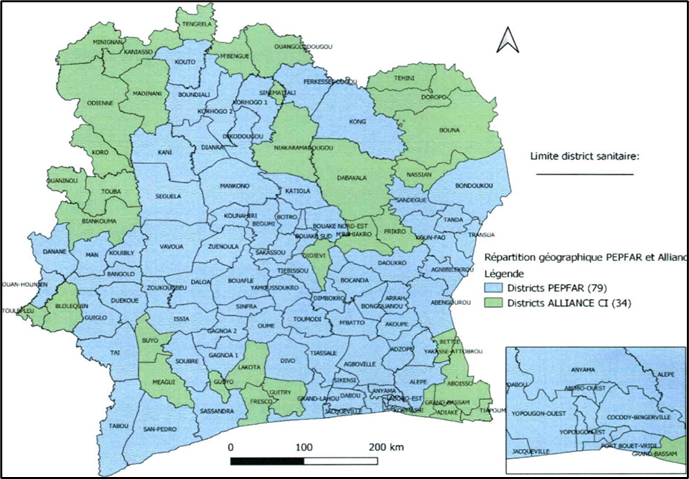 TENGRELA
MINIGNAN
KANIASSO
M'BENGUE
OUANGOLODOUGOU
KOUTO
TEHINI
FERKESSEDOUGOU
ODIENNE
MADINANI
BOUNDIALI
SINEMATIALI
KORHOGO 1
DOROPO
KORHOGO 2
KONG
BOUNA
DIKODOUGOU
KORO
KANI
DIANRA
NIAKARAMADOUGOU
DABAKALA
NASSIAN
OUANINOU
TOUBA
SEGUELA
MANKONO
KATIOLA
BONDOUKOU
SANDEGUE
BIANKOUMA
KOUNAHIRI
BOTRO
BEOUMI
BOUAKE NORD-EST
TANDA
PRIKRO
BOUAKE SUD
M'BAHIAKRO
KOUN-FAO
TRANSUA
DANANE
MAN
KOUIBLY
VAVOUA
ZUENOULA
SAKASSOU
DIDIEVI
DAOUKRO
AGNIBILEKROU
BANGOLO
TIEBISSOU
ZOUKOUGBEU
DALOA
BOUAFLE
YAMOUSSOUKRO
BOCANDA
BLOLEQUIN
DUEKOUE
DIMBOKRO
ARRAH
ABENGOUROU
TOULEPLEU
GUIGLO
ISSIA
SINFRA
BONGOUANOU
TOUMODI
M'BATTO
AKOUPE
OUME
GAGNOA 2
BUYO
BETTIE
TAI
SOUBRE
GAGNOA 1
LAKOTA
DIVO
TIASSALE
ADZOPE
YAKASSE-ATTOBROU
AGBOVILLE
MEAGUI
GUEYO
SIKENSI
ALEPE
ABOISSO
GUITRY
ANYAMA
FRESCO
GRAND-LAHOU
DABOU
GRAND-BASSAM
TABOU
SAN-PEDRO
SASSANDRA
JACQUEVILLE
ADIAKE
TIAPOUM
0 100 200 km
Limite district sanitaire:
Répartition géographique PEPFAR et Allianc
Légende
Districts PEPFAR (79)
Districts ALLIANCE CI (34)
ANYAMA
ALEPE
DABOU
ABOBO-OUEST
YOPOUGON-OUEST
COCODY-BENGERVILLE
JACQUEVILLE
PORT BOUET-VRIDI
GRAND-BASSAM